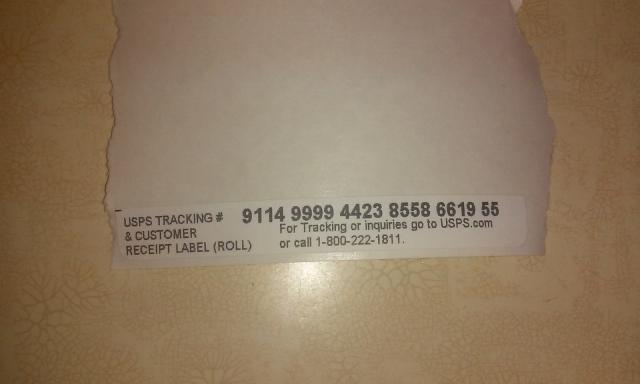 USPS TRACKING # 9114 9999 4423 8558 6619 55
& CUSTOMER For Tracking or inquiries go to USPS.com
RECEIPT LABEL (ROLL) or call 1-800-222-1811.